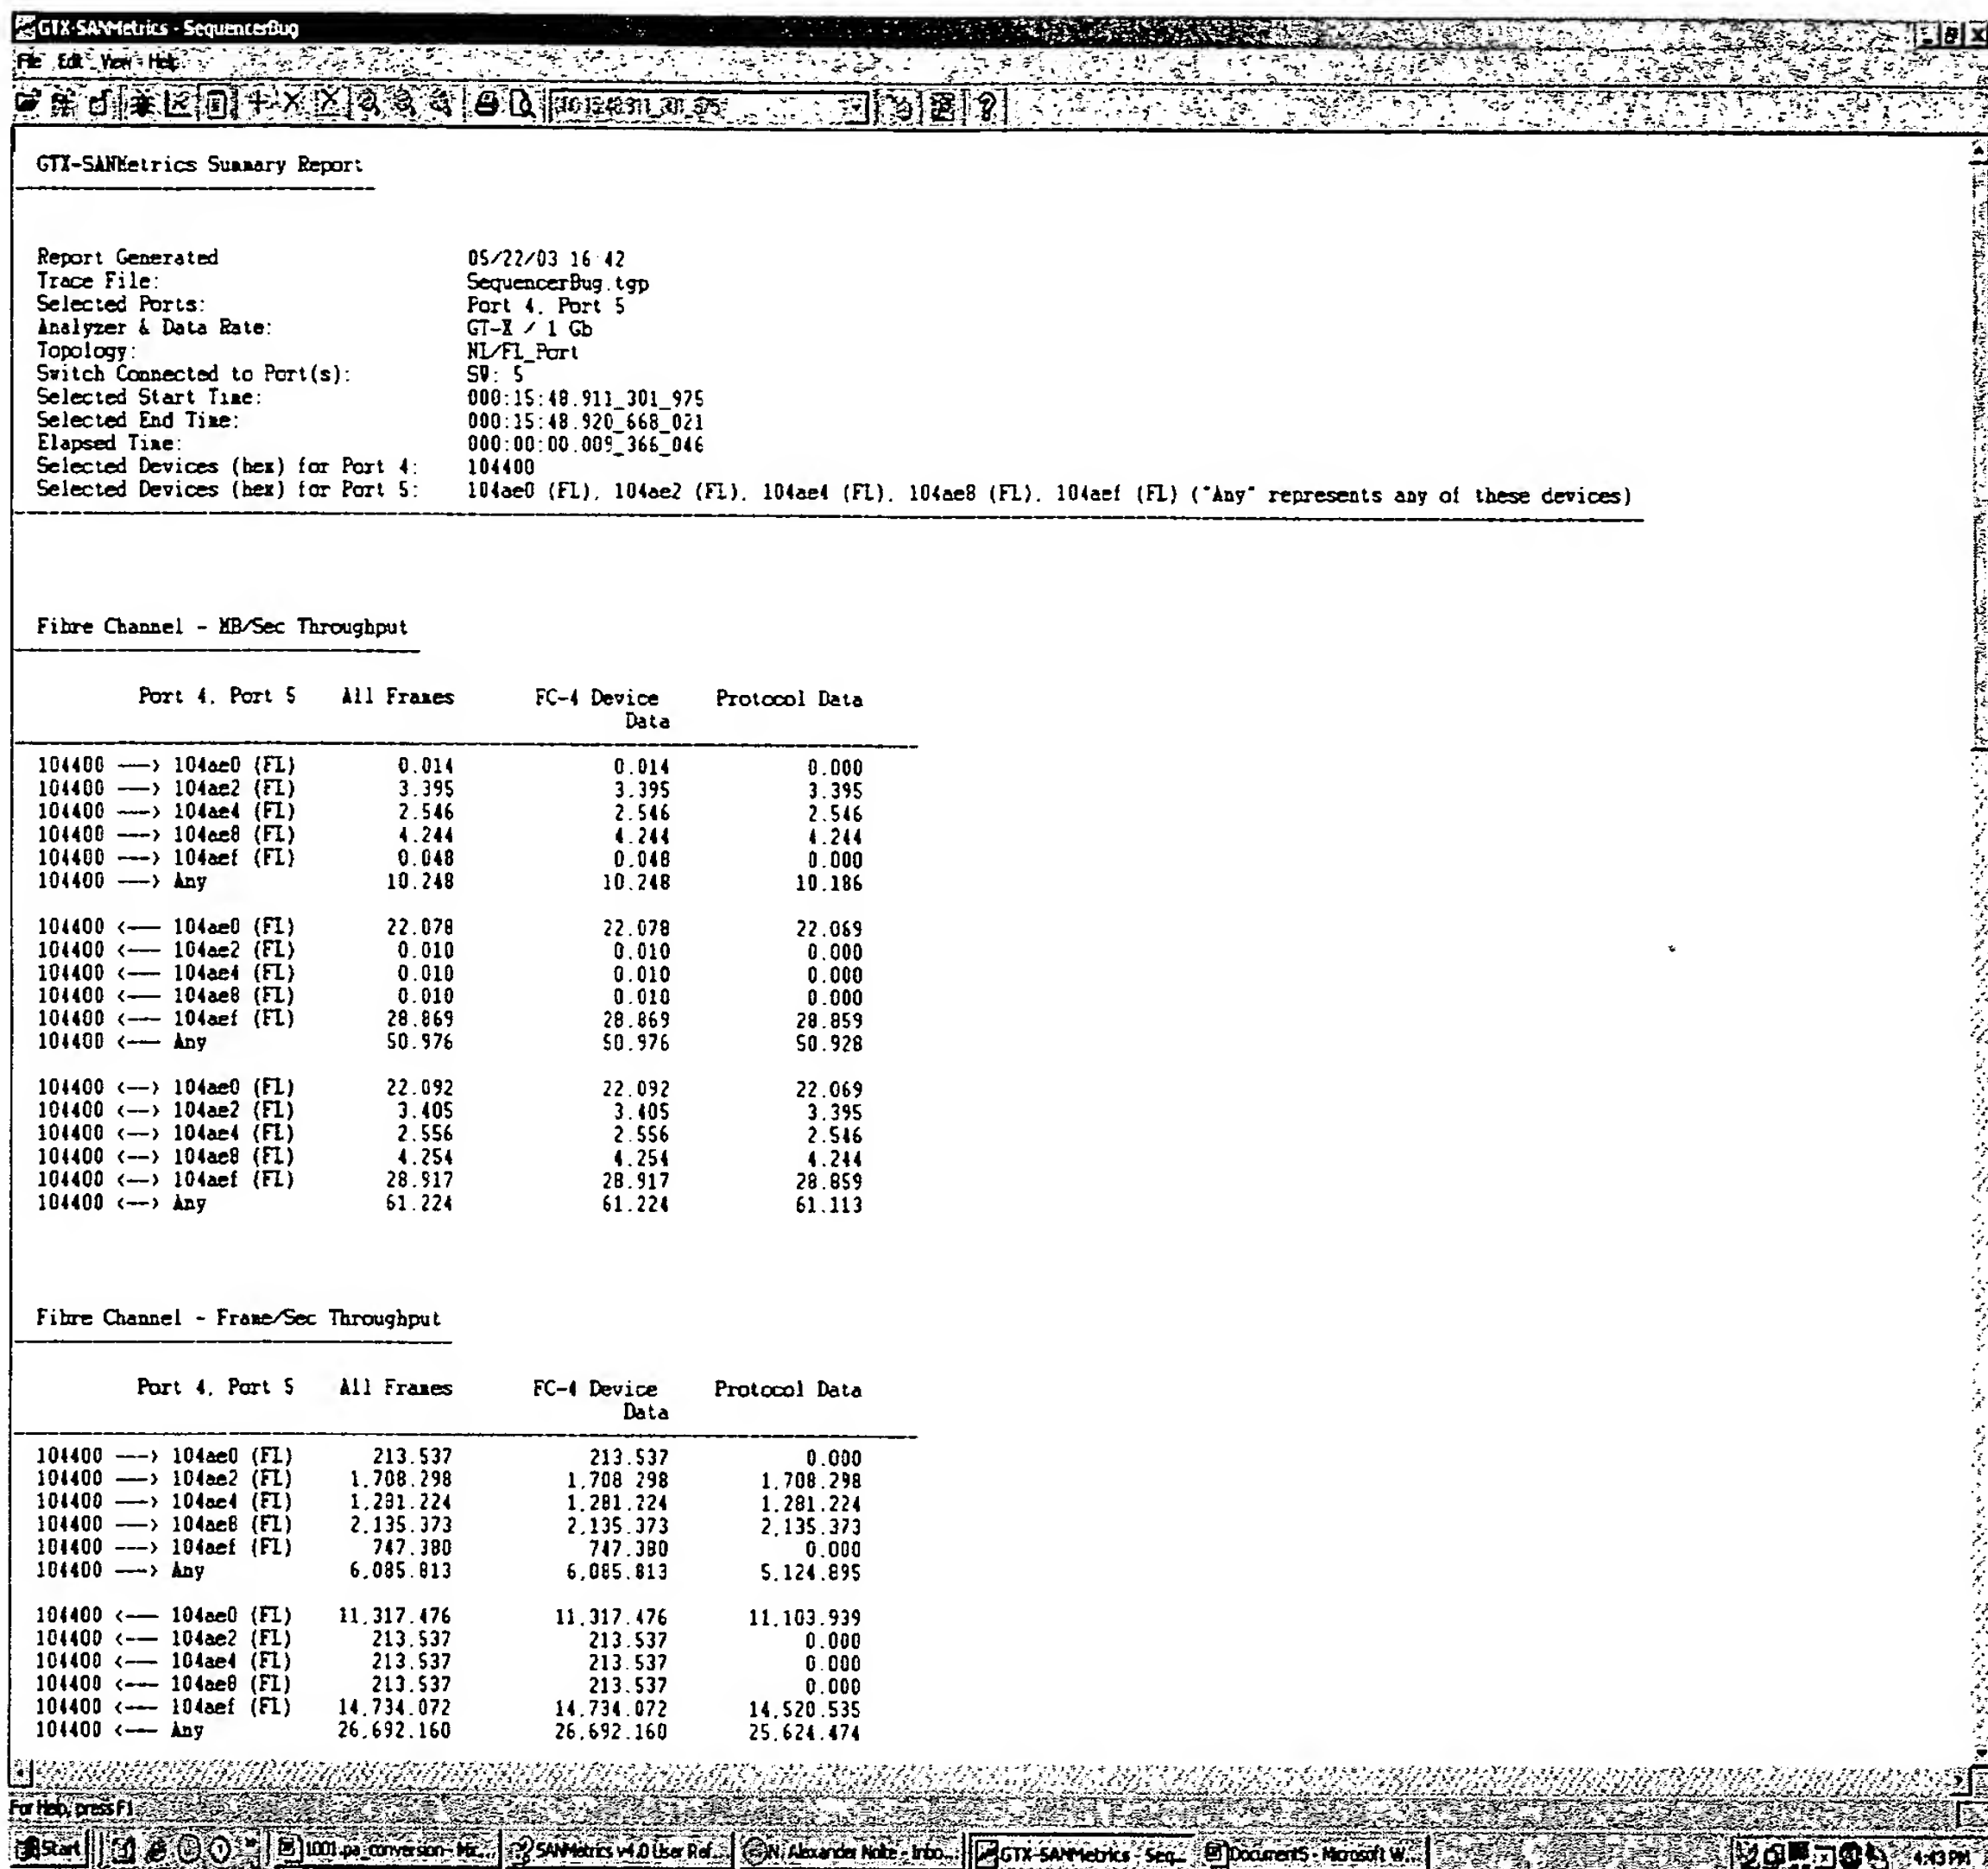 GTX-SANMetrics - SequencerBug
File Edit View Help
GTX-SANMetrics Summary Report
Report Generated 05/22/03 16:42
Trace File: SequencerBug.tgp
Selected Ports: Port 4, Port 5
Analyzer & Data Rate: GT-X / 1 Gb
Topology: NL/FL_Port
Switch Connected to Port(s): SW: 5
Selected Start Time: 000:15:48.911_301_975
Selected End Time: 000:15:48.920_668_021
Elapsed Time: 000:00:00.009_366_046
Selected Devices (hex) for Port 4: 104400
Selected Devices (hex) for Port 5: 104ae0 (FL), 104ae2 (FL), 104ae4 (FL), 104ae8 (FL), 104aef (FL) ("Any" represents any of these devices)
Fibre Channel - MB/Sec Throughput
Port 4, Port 5 All Frames FC-4 Device Data Protocol Data
104400 ---> 104ae0 (FL) 0.014 0.014 0.000
104400 ---> 104ae2 (FL) 3.395 3.395 3.395
104400 ---> 104ae4 (FL) 2.546 2.546 2.546
104400 ---> 104ae8 (FL) 4.244 4.244 4.244
104400 ---> 104aef (FL) 0.048 0.048 0.000
104400 ---> Any 10.248 10.248 10.186
104400 <--- 104ae0 (FL) 22.078 22.078 22.069
104400 <--- 104ae2 (FL) 0.010 0.010 0.000
104400 <--- 104ae4 (FL) 0.010 0.010 0.000
104400 <--- 104ae8 (FL) 0.010 0.010 0.000
104400 <--- 104aef (FL) 28.869 28.869 28.859
104400 <--- Any 50.976 50.976 50.928
104400 <--> 104ae0 (FL) 22.092 22.092 22.069
104400 <--> 104ae2 (FL) 3.405 3.405 3.395
104400 <--> 104ae4 (FL) 2.556 2.556 2.546
104400 <--> 104ae8 (FL) 4.254 4.254 4.244
104400 <--> 104aef (FL) 28.917 28.917 28.859
104400 <--> Any 61.224 61.224 61.113
Fibre Channel - Frame/Sec Throughput
Port 4, Port 5 All Frames FC-4 Device Data Protocol Data
104400 ---> 104ae0 (FL) 213.537 213.537 0.000
104400 ---> 104ae2 (FL) 1,708.298 1,708.298 1,708.298
104400 ---> 104ae4 (FL) 1,281.224 1,281.224 1,281.224
104400 ---> 104ae8 (FL) 2,135.373 2,135.373 2,135.373
104400 ---> 104aef (FL) 747.380 747.380 0.000
104400 ---> Any 6,085.813 6,085.813 5,124.895
104400 <--- 104ae0 (FL) 11,317.476 11,317.476 11,103.939
104400 <--- 104ae2 (FL) 213.537 213.537 0.000
104400 <--- 104ae4 (FL) 213.537 213.537 0.000
104400 <--- 104ae8 (FL) 213.537 213.537 0.000
104400 <--- 104aef (FL) 14,734.072 14,734.072 14,520.535
104400 <--- Any 26,692.160 26,692.160 25,624.474
For Help, press F1
Start 1001.pa_conversion - Mic... SANMetrics v4.0 User Ref... N. Alexander Nolte - Inbo... GTX-SANMetrics - Seq... Document5 - Microsoft W... 4:43 PM